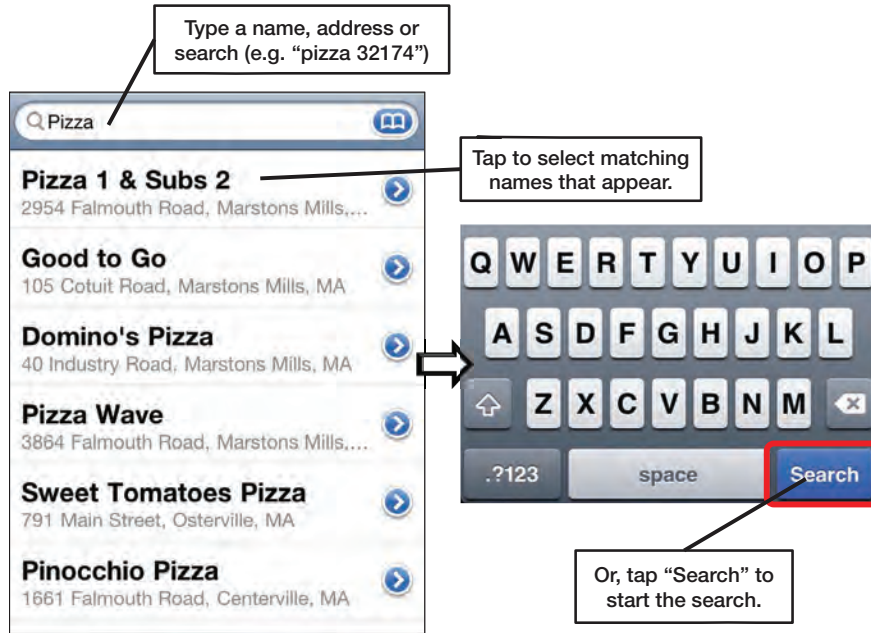 Type a name, address or
search (e.g. “pizza 32174”)
Pizza
Pizza 1 & Subs 2
2954 Falmouth Road, Marstons Mills,...
Tap to select matching
names that appear.
Good to Go
105 Cotuit Road, Marstons Mills, MA
Domino's Pizza
40 Industry Road, Marstons Mills, MA
Pizza Wave
3864 Falmouth Road, Marstons Mills,...
Sweet Tomatoes Pizza
791 Main Street, Osterville, MA
Pinocchio Pizza
1661 Falmouth Road, Centerville, MA
Q W E R T Y U I O P
A S D F G H J K L
Z X C V B N M
.?123 space Search
Or, tap “Search” to
start the search.